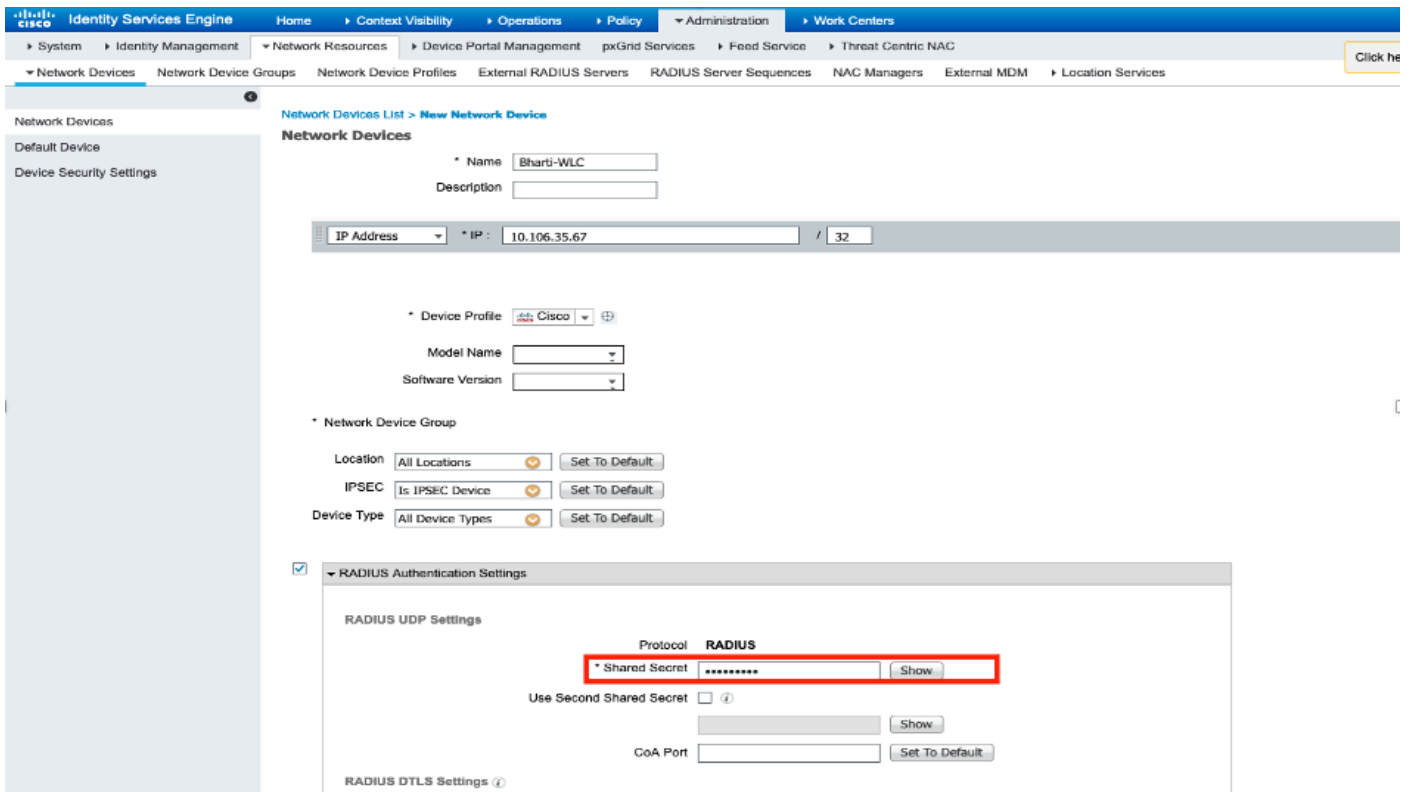 cisco Identity Services Engine Home Context Visibility Operations Policy Administration Work Centers
System Identity Management Network Resources Device Portal Management pxGrid Services Feed Service Threat Centric NAC
Click he
Network Devices Network Device Groups Network Device Profiles External RADIUS Servers RADIUS Server Sequences NAC Managers External MDM Location Services
Network Devices
Default Device
Device Security Settings
Network Devices List > New Network Device
Network Devices
* Name Bharti-WLC
Description
IP Address * IP : 10.106.35.67 / 32
* Device Profile Cisco
Model Name
Software Version
* Network Device Group
Location All Locations Set To Default
IPSEC Is IPSEC Device Set To Default
Device Type All Device Types Set To Default
RADIUS Authentication Settings
RADIUS UDP Settings
Protocol RADIUS
* Shared Secret ••••••••• Show
Use Second Shared Secret i
Show
CoA Port Set To Default
RADIUS DTLS Settings i